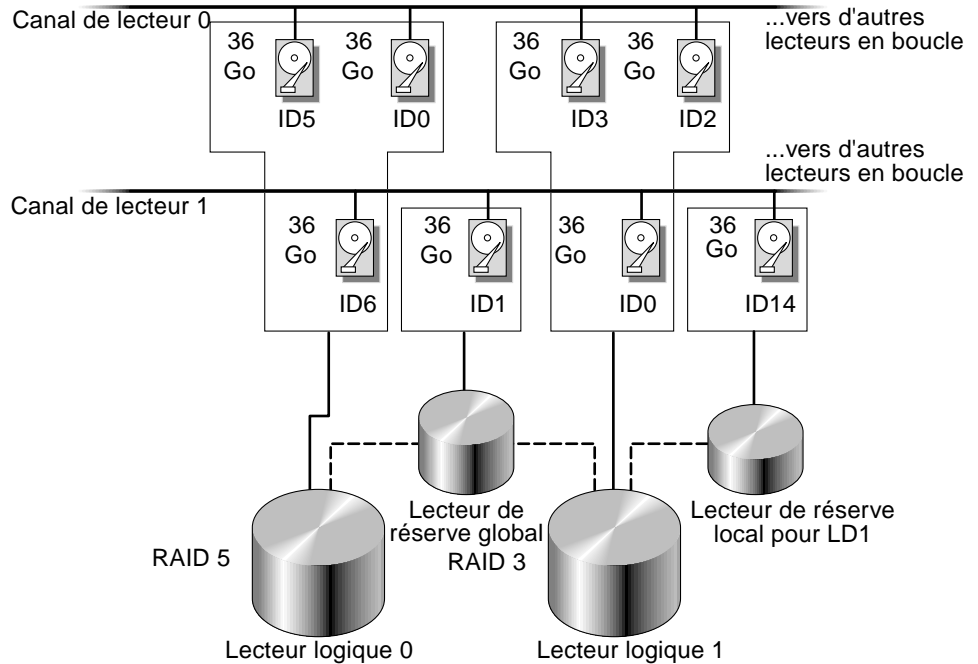 Canal de lecteur 0
...vers d'autres
lecteurs en boucle
36
Go
36
Go
36
Go
36
Go
ID5
ID0
ID3
ID2
...vers d'autres
lecteurs en boucle
Canal de lecteur 1
36
Go
36
Go
36
Go
36
Go
ID6
ID1
ID0
ID14
Lecteur de
réserve global
Lecteur de réserve
local pour LD1
RAID 5
RAID 3
Lecteur logique 0
Lecteur logique 1